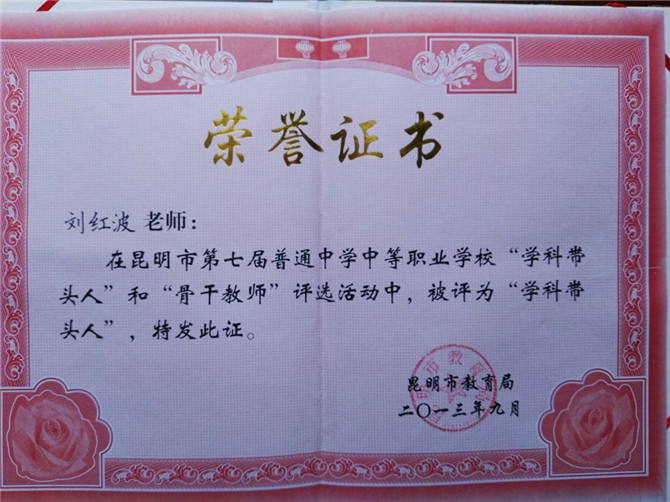 荣誉证书
刘红波 老师：
在昆明市第七届普通中学中等职业学校“学科带
头人”和“骨干教师”评选活动中，被评为“学科带
头人”，特发此证。
昆明市教育局
二〇一三年九月